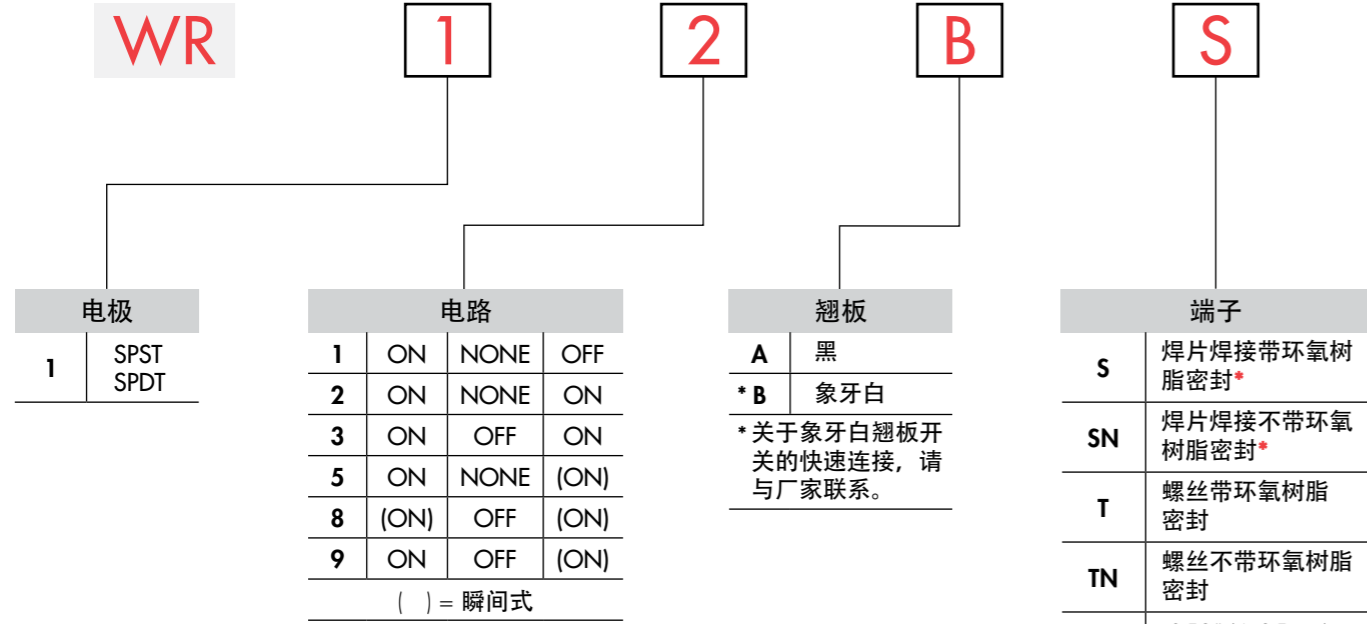 WR 1 2 B S
电极
1 SPST
SPDT
电路
1 ON NONE OFF
2 ON NONE ON
3 ON OFF ON
5 ON NONE (ON)
8 (ON) OFF (ON)
9 ON OFF (ON)
( ) = 瞬间式
翘板
A 黑
* B 象牙白
* 关于象牙白翘板开
关的快速连接，请
与厂家联系。
端子
S 焊片焊接带环氧树
脂密封*
SN 焊片焊接不带环氧
树脂密封*
T 螺丝带环氧树脂
密封
TN 螺丝不带环氧树脂
密封